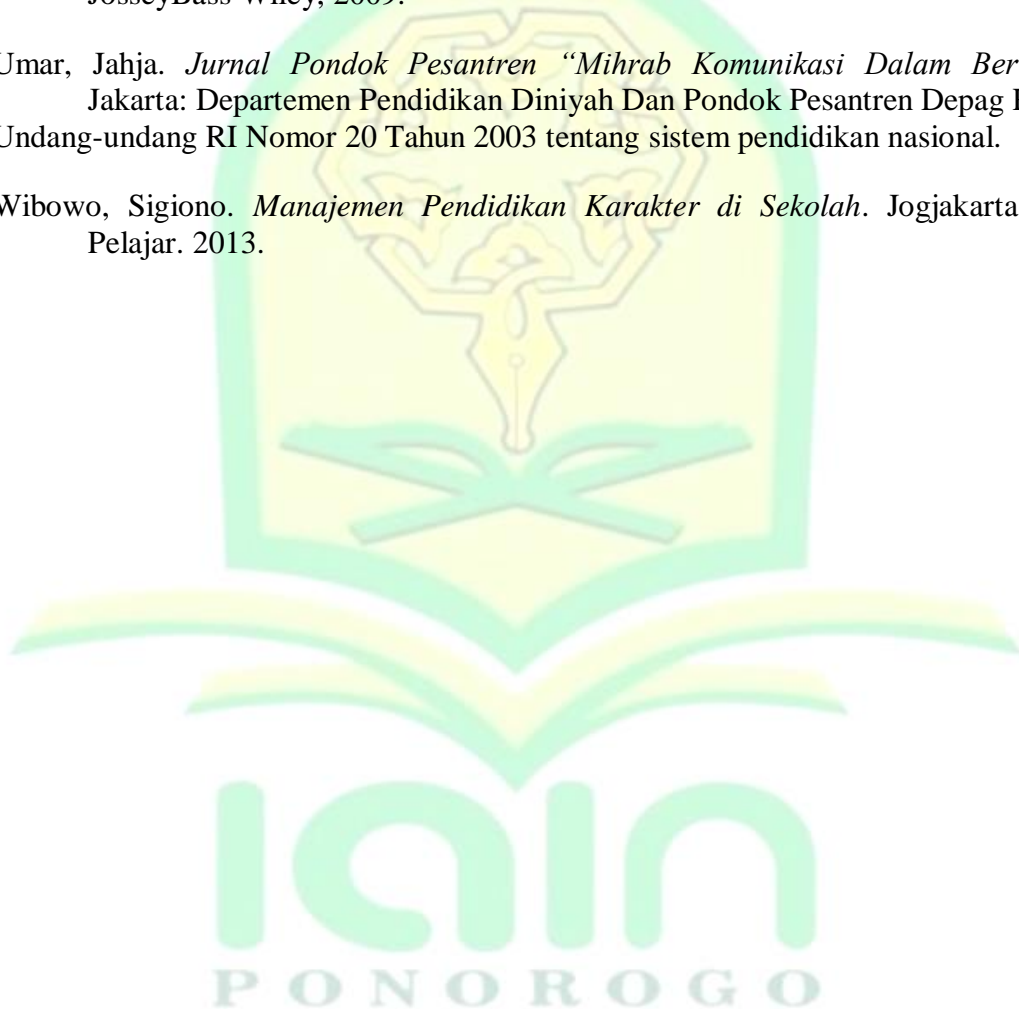 JosseyBass-Wiley, 2009.
Umar, Jahja. Jurnal Pondok Pesantren “Mihrab Komunikasi Dalam Ber
Jakarta: Departemen Pendidikan Diniyah Dan Pondok Pesantren Depag
Undang-undang RI Nomor 20 Tahun 2003 tentang sistem pendidikan nasional.
Wibowo, Sigiono. Manajemen Pendidikan Karakter di Sekolah. Jogjakarta
Pelajar. 2013.
iain
PONOROGO